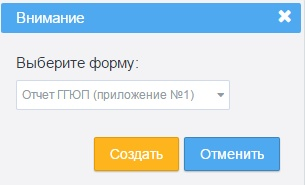 Внимание
Выберите форму:
Отчет ГГЮП (приложение №1)
Создать
Отменить